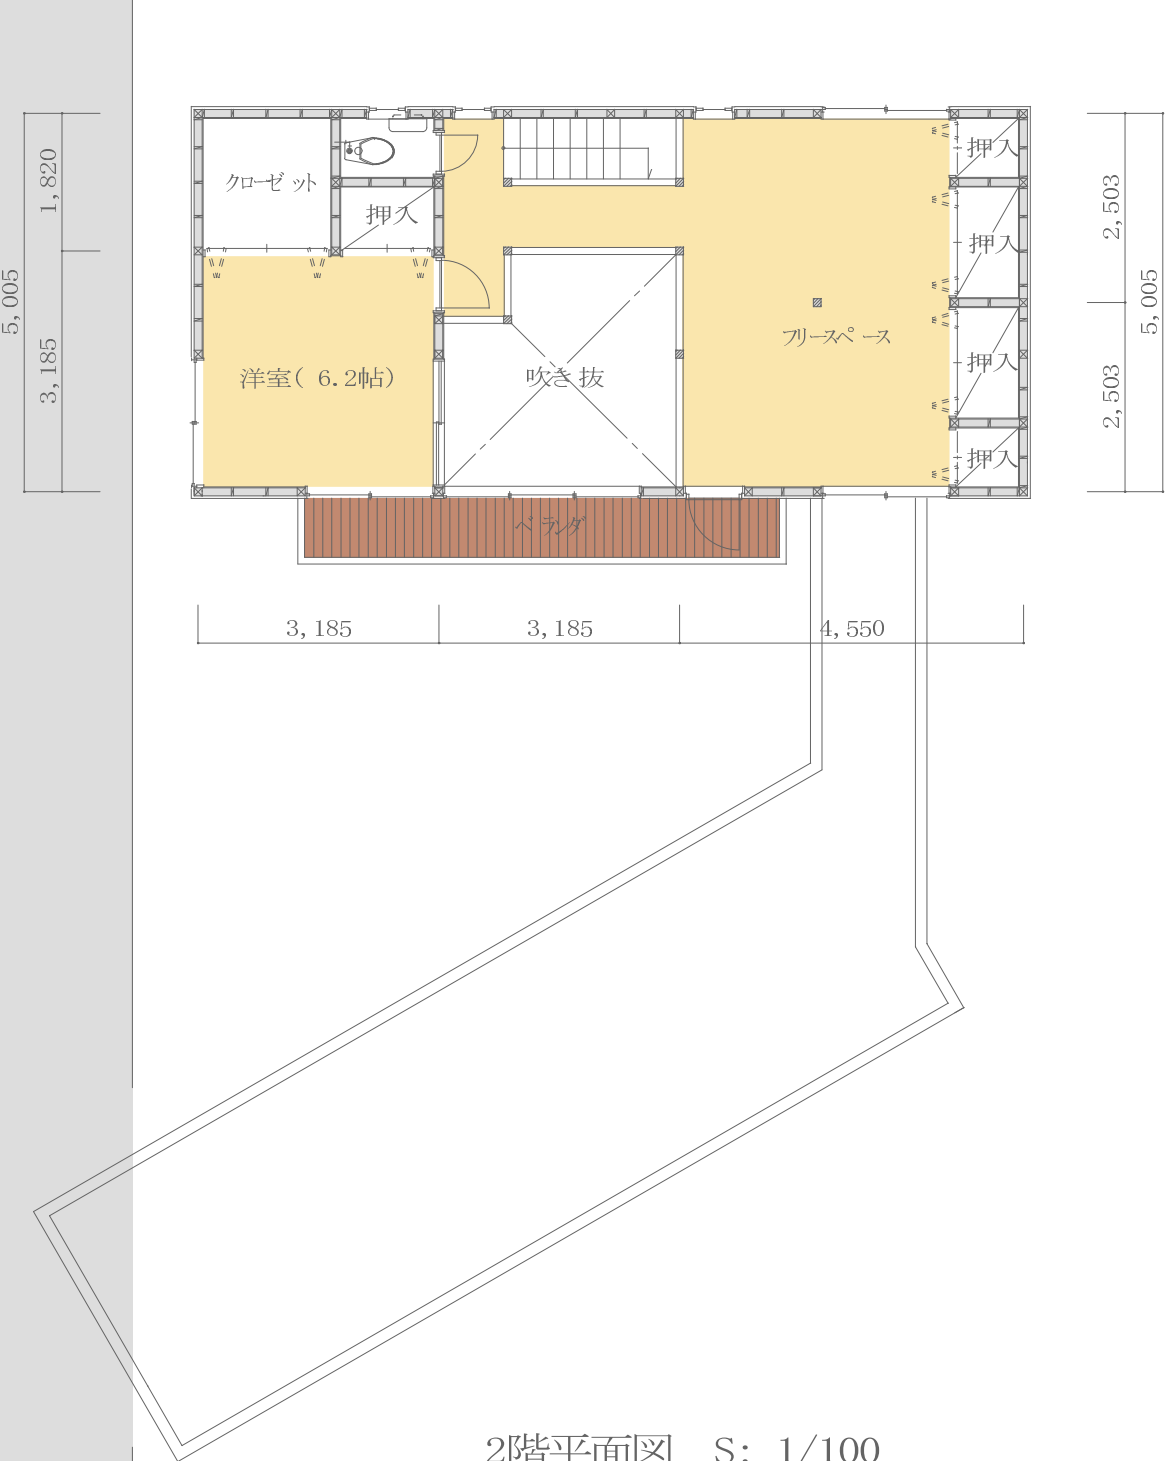 クローゼット
押入
押入
押入
押入
押入
洋室( 6.2帖)
吹き抜
フリースペース
ベランダ
1,820
5,005
3,185
2,503
5,005
2,503
3,185
3,185
4,550
2階平面図 S: 1/100